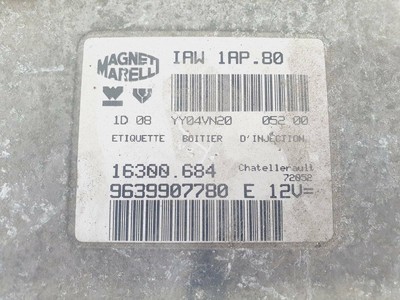 MAGNETI MARELLI
IAW 1AP.80
1D 08 YY04VN20 052 00
ETIQUETTE BOITIER D'INJECTION
16300.684 Chatellerault
72852
9639907780 E 12V=